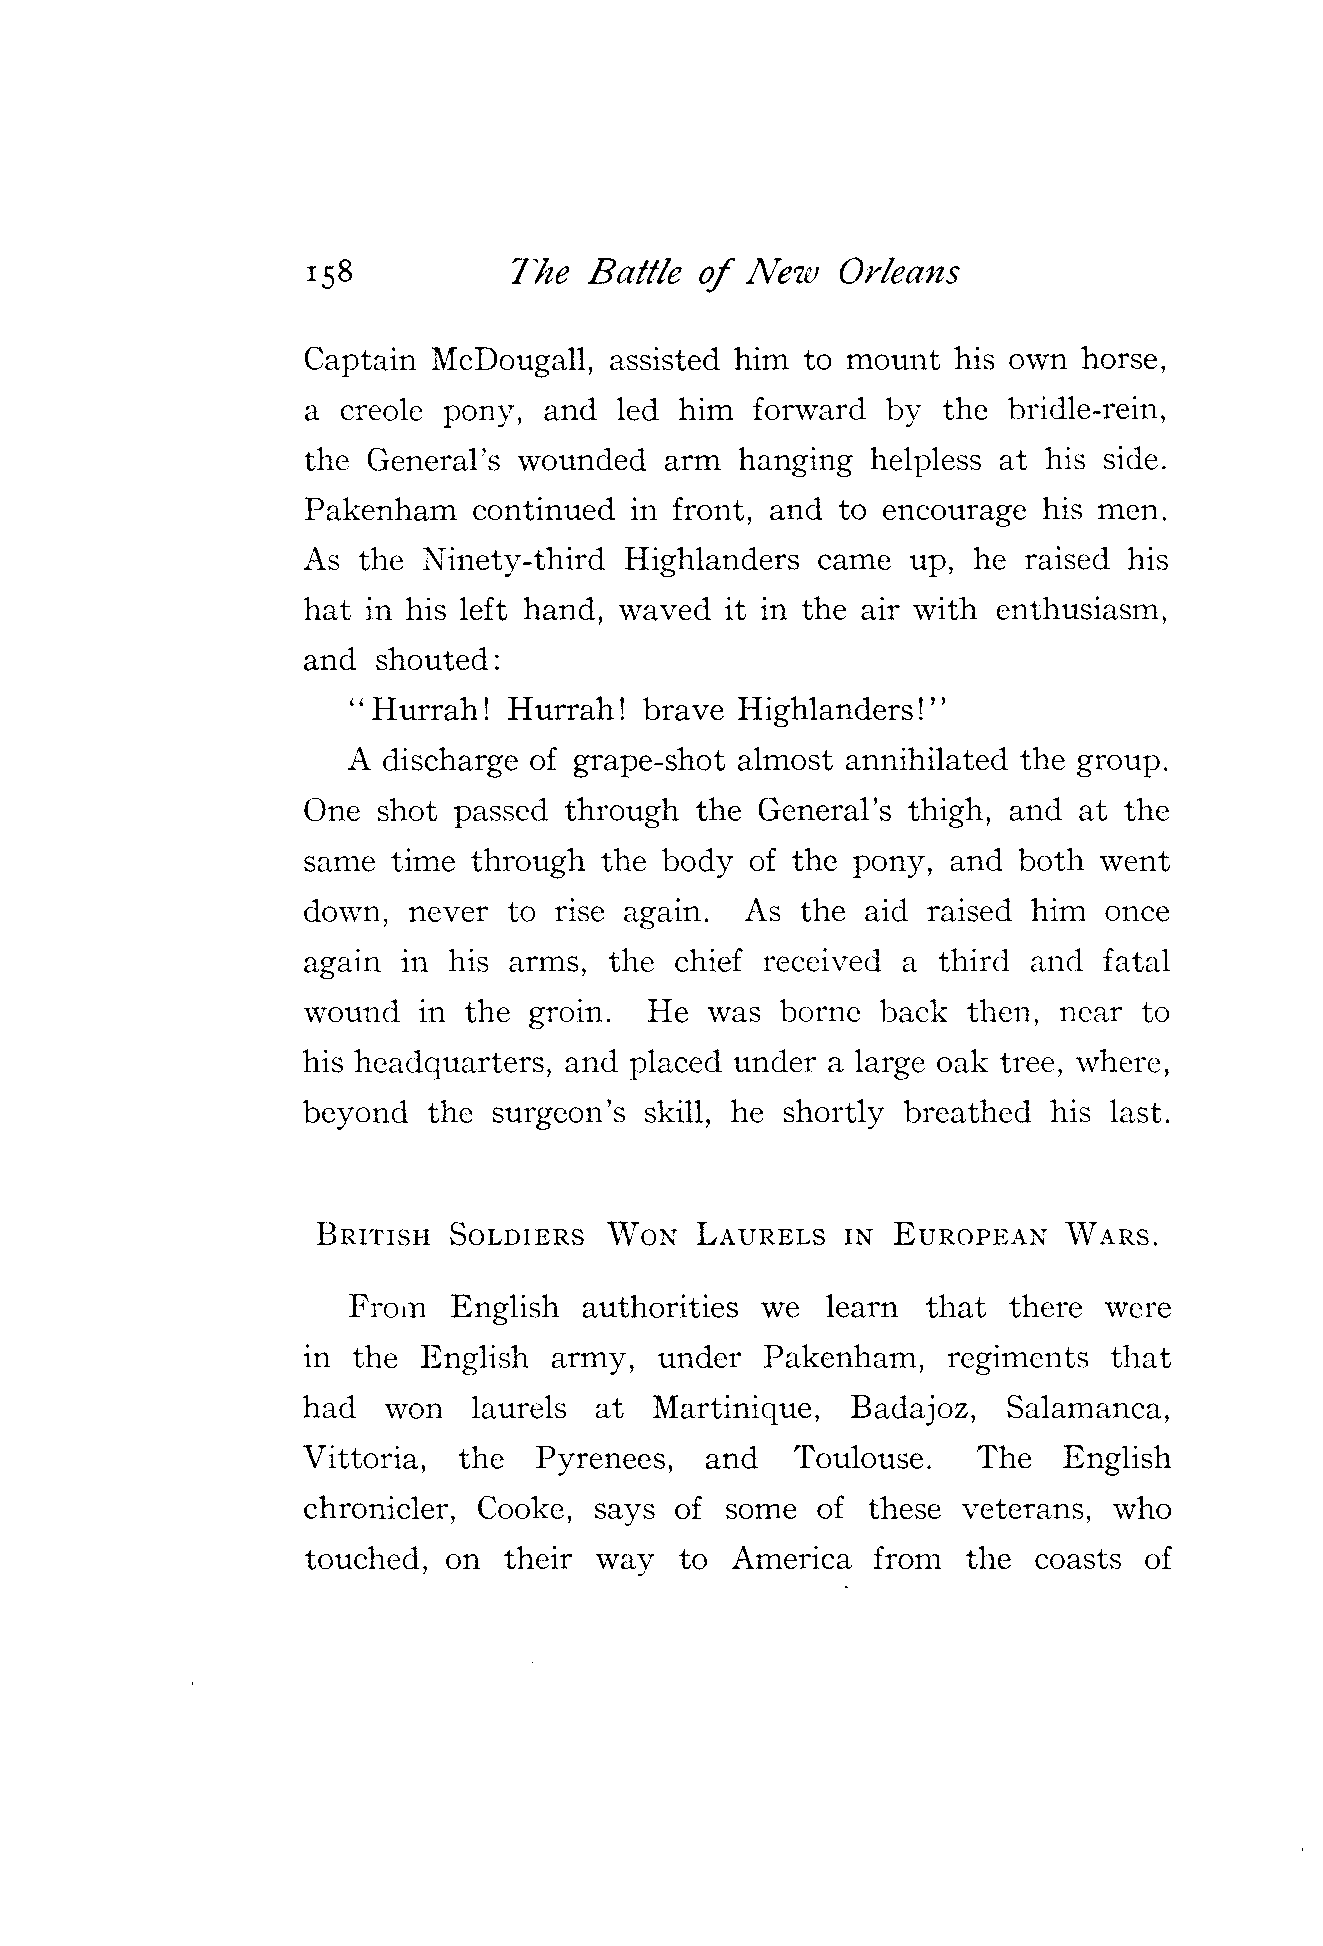 158 The Battle of New Orleans
Captain McDougall, assisted him to mount his own horse,
a creole pony, and led him forward by the bridle-rein,
the General's wounded arm hanging helpless at his side.
Pakenham continued in front, and to encourage his men.
As the Ninety-third Highlanders came up, he raised his
hat in his left hand, waved it in the air with enthusiasm,
and shouted:
"Hurrah! Hurrah! brave Highlanders!"
A discharge of grape-shot almost annihilated the group.
One shot passed through the General's thigh, and at the
same time through the body of the pony, and both went
down, never to rise again. As the aid raised him once
again in his arms, the chief received a third and fatal
wound in the groin. He was borne back then, near to
his headquarters, and placed under a large oak tree, where,
beyond the surgeon's skill, he shortly breathed his last.
British Soldiers Won Laurels in European Wars.
From English authorities we learn that there were
in the English army, under Pakenham, regiments that
had won laurels at Martinique, Badajoz, Salamanca,
Vittoria, the Pyrenees, and Toulouse. The English
chronicler, Cooke, says of some of these veterans, who
touched, on their way to America from the coasts of